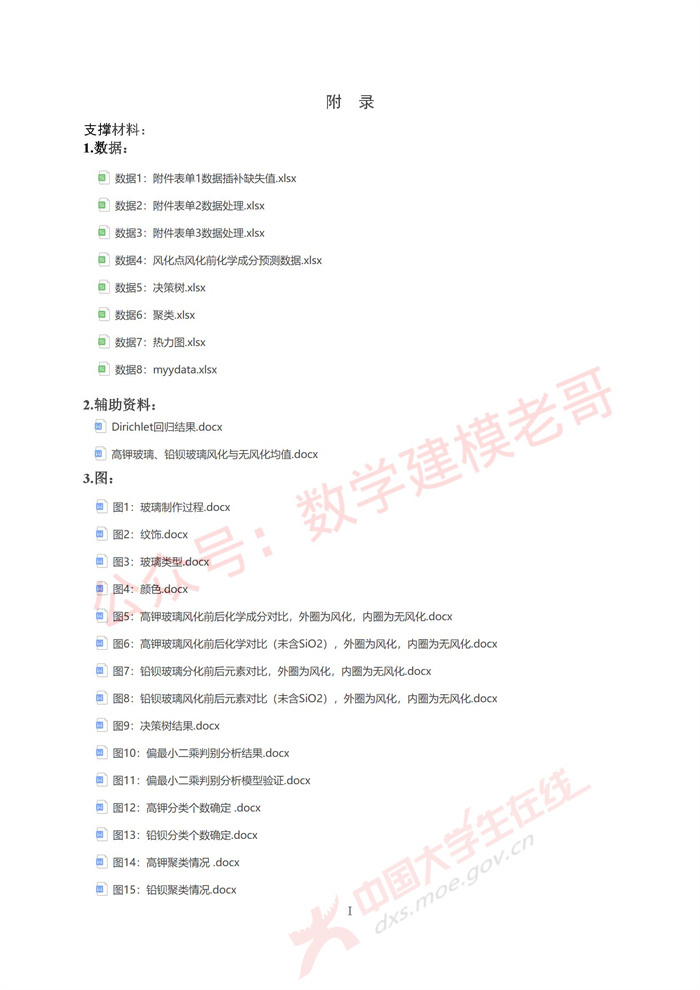 附 录
支撑材料：
1.数据：
数据1：附件表单1数据插补缺失值.xlsx
数据2：附件表单2数据处理.xlsx
数据3：附件表单3数据处理.xlsx
数据4：风化点风化前化学成分预测数据.xlsx
数据5：决策树.xlsx
数据6：聚类.xlsx
数据7：热力图.xlsx
数据8：myydata.xlsx
2.辅助资料：
Dirichlet回归结果.docx
高钾玻璃、铅钡玻璃风化与无风化均值.docx
3.图：
图1：玻璃制作过程.docx
图2：纹饰.docx
图3：玻璃类型.docx
图4：颜色.docx
图5：高钾玻璃风化前后化学成分对比，外圈为风化，内圈为无风化.docx
图6：高钾玻璃风化前后化学对比（未含SiO2），外圈为风化，内圈为无风化.docx
图7：铅钡玻璃分化前后元素对比，外圈为风化，内圈为无风化.docx
图8：铅钡玻璃风化前后元素对比（未含SiO2），外圈为风化，内圈为无风化.docx
图9：决策树结果.docx
图10：偏最小二乘判别分析结果.docx
图11：偏最小二乘判别分析模型验证.docx
图12：高钾分类个数确定 .docx
图13：铅钡分类个数确定.docx
图14：高钾聚类情况 .docx
图15：铅钡聚类情况.docx
I
公众号：数学建模老哥
中国大学生在线
dxs.moe.gov.cn